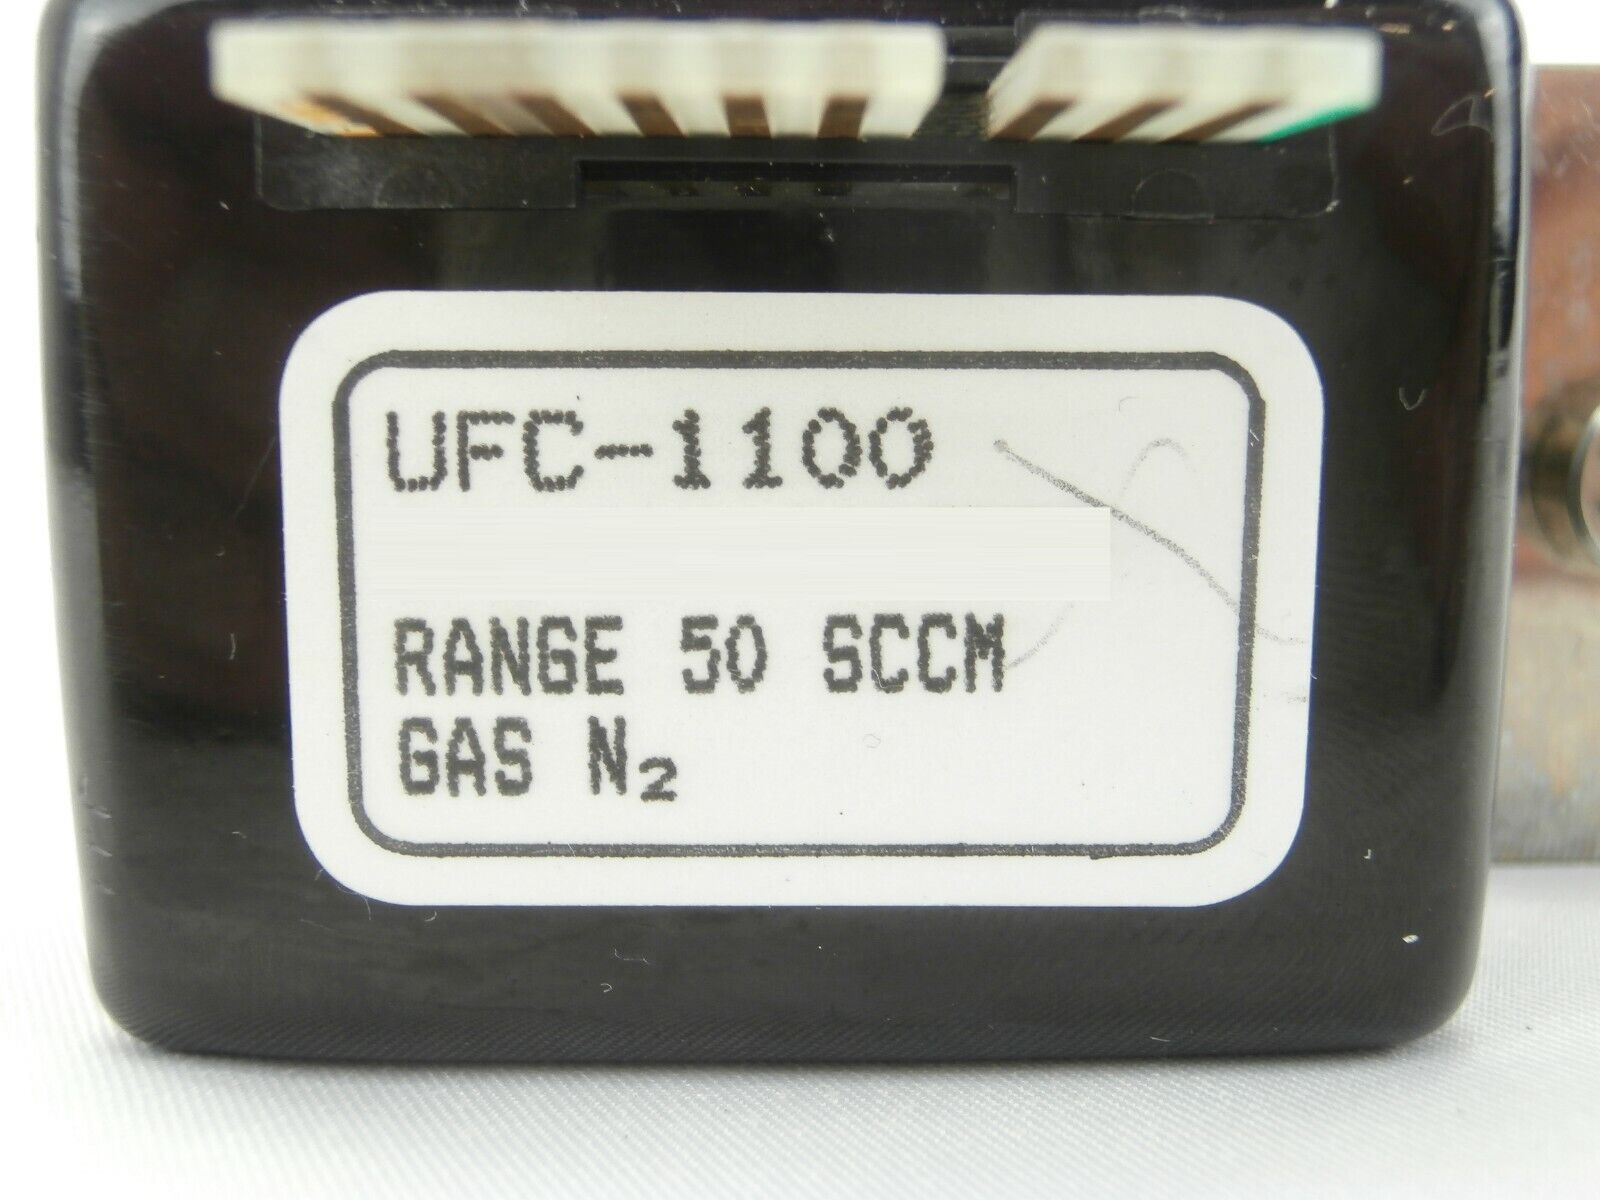 UFC-1100
RANGE 50 SCCM
GAS N₂